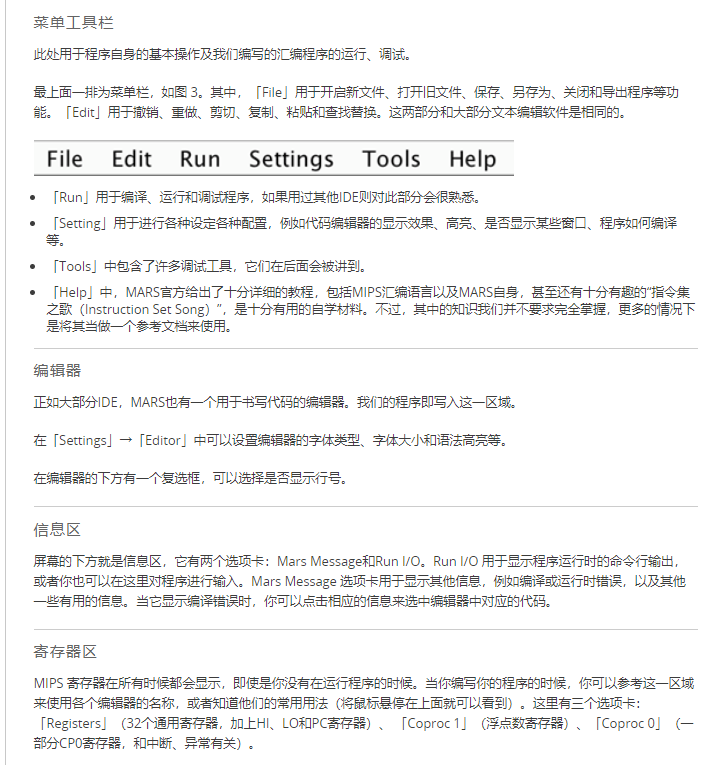 菜单工具栏
此处用于程序自身的基本操作及我们编写的汇编程序的运行、调试。
最上面一排为菜单栏，如图 3。其中，「File」用于开启新文件、打开旧文件、保存、另存为、关闭和导出程序等功
能。「Edit」用于撤销、重做、剪切、复制、粘贴和查找替换。这两部分和大部分文本编辑软件是相同的。
File Edit Run Settings Tools Help
「Run」用于编译、运行和调试程序，如果用过其他IDE则对此部分会很熟悉。
「Setting」用于进行各种设定各种配置，例如代码编辑器的显示效果、高亮、是否显示某些窗口、程序如何编译
等。
「Tools」中包含了许多调试工具，它们在后面会被讲到。
「Help」中，MARS官方给出了十分详细的教程，包括MIPS汇编语言以及MARS自身，甚至还有十分有趣的“指令集
之歌（Instruction Set Song）”，是十分有用的自学材料。不过，其中的知识我们并不要求完全掌握，更多的情况下
是将其当做一个参考文档来使用。
编辑器
正如大部分IDE，MARS也有一个用于书写代码的编辑器。我们的程序即写入这一区域。
在「Settings」→「Editor」中可以设置编辑器的字体类型、字体大小和语法高亮等。
在编辑器的下方有一个复选框，可以选择是否显示行号。
信息区
屏幕的下方就是信息区，它有两个选项卡：Mars Message和Run I/O。Run I/O 用于显示程序运行时的命令行输出，
或者你也可以在这里对程序进行输入。Mars Message 选项卡用于显示其他信息，例如编译或运行时错误，以及其他
一些有用的信息。当它显示编译错误时，你可以点击相应的信息来选中编辑器中对应的代码。
寄存器区
MIPS 寄存器在所有时候都会显示，即使是你没有在运行程序的时候。当你编写你的程序的时候，你可以参考这一区域
来使用各个编辑器的名称，或者知道他们的常用用法（将鼠标悬停在上面就可以看到）。这里有三个选项卡：
「Registers」（32个通用寄存器，加上HI、LO和PC寄存器）、「Coproc 1」（浮点数寄存器）、「Coproc 0」（一
部分CP0寄存器，和中断、异常有关）。